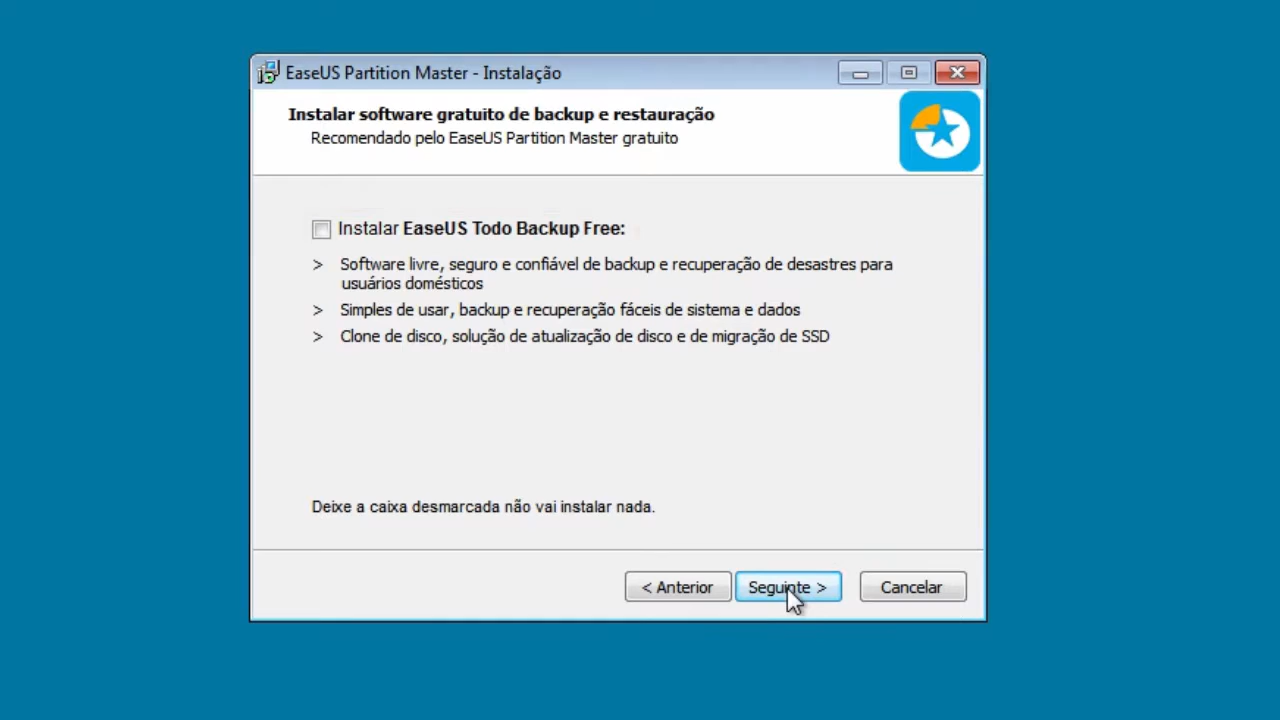 EaseUS Partition Master - Instalação
Instalar software gratuito de backup e restauração
Recomendado pelo EaseUS Partition Master gratuito
Instalar EaseUS Todo Backup Free:
> Software livre, seguro e confiável de backup e recuperação de desastres para
usuários domésticos
> Simples de usar, backup e recuperação fáceis de sistema e dados
> Clone de disco, solução de atualização de disco e de migração de SSD
Deixe a caixa desmarcada não vai instalar nada.
< Anterior Seguinte > Cancelar